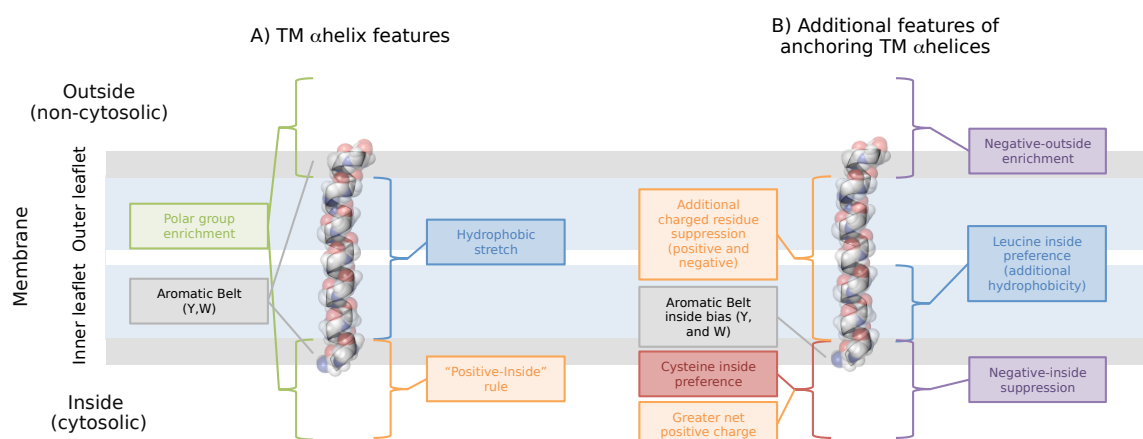 A) TM αhelix features
B) Additional features of
anchoring TM αhelices
Outside
(non-cytosolic)
Membrane
Outer leaflet
Inner leaflet
Inside
(cytosolic)
Polar group
enrichment
Aromatic Belt
(Y,W)
Hydrophobic
stretch
“Positive-Inside”
rule
Additional
charged residue
suppression
(positive and
negative)
Aromatic Belt
inside bias (Y,
and W)
Cysteine inside
preference
Greater net
positive charge
Negative-outside
enrichment
Leucine inside
preference
(additional
hydrophobicity)
Negative-inside
suppression